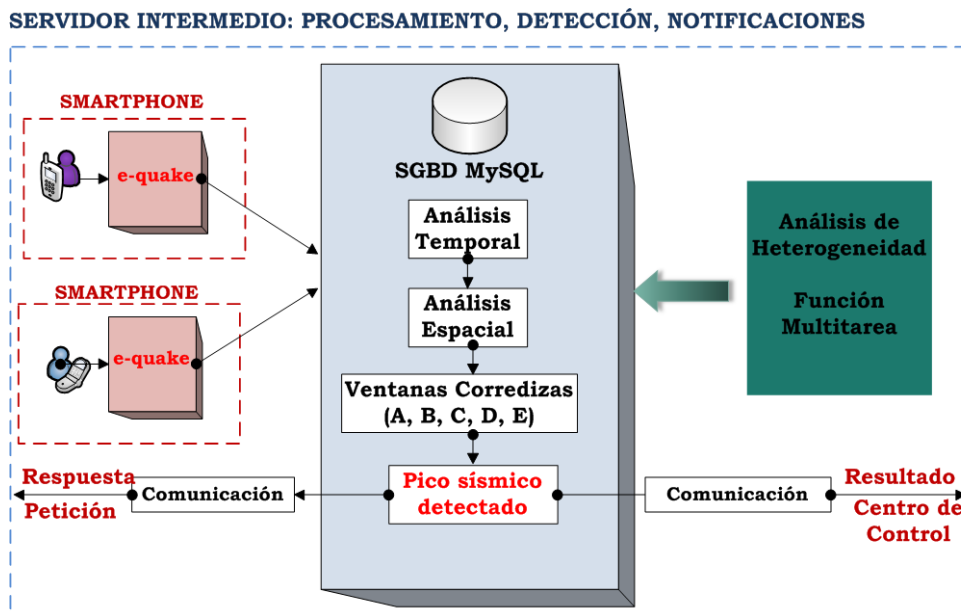 SERVIDOR INTERMEDIO: PROCESAMIENTO, DETECCIÓN, NOTIFICACIONES
SMARTPHONE
e-quake
SMARTPHONE
e-quake
SGBD MySQL
Análisis
Temporal
Análisis
Espacial
Ventanas Corredizas
(A, B, C, D, E)
Pico sísmico
detectado
Análisis de
Heterogeneidad
Función
Multitarea
Respuesta
Petición
Comunicación
Comunicación
Resultado
Centro de
Control